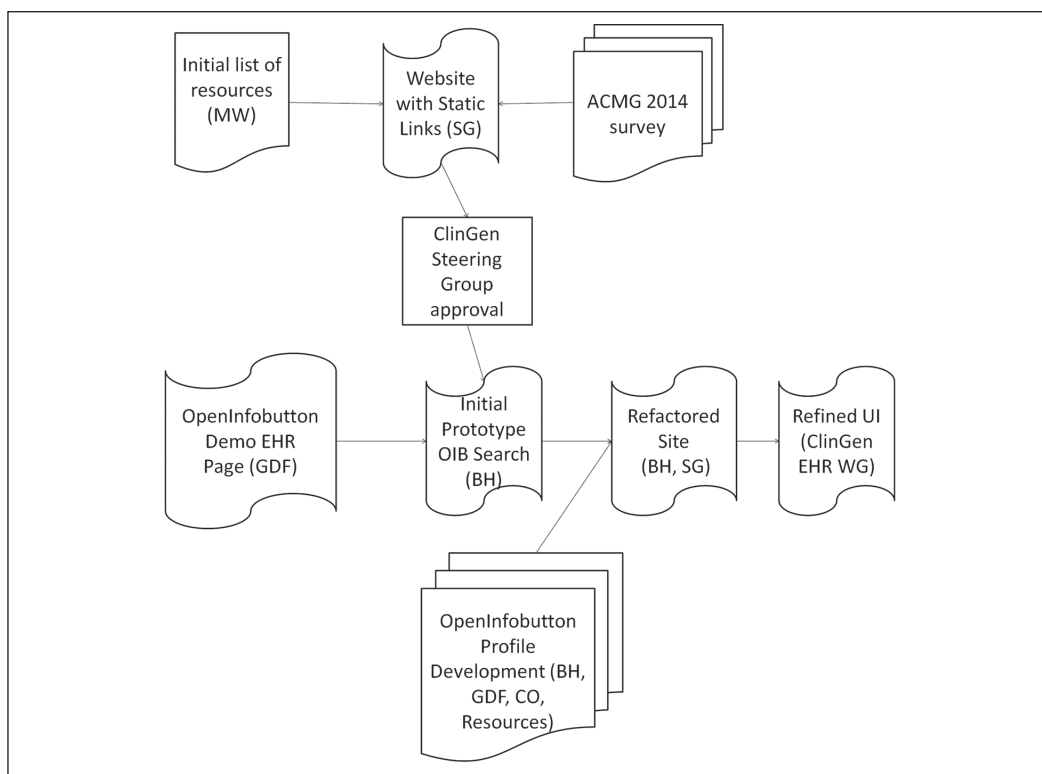 Initial list of
resources
(MW)
Website
with Static
Links (SG)
ACMG 2014
survey
ClinGen
Steering
Group
approval
OpenInfobutton
Demo EHR
Page (GDF)
Initial
Prototype
OIB Search
(BH)
Refactored
Site
(BH, SG)
Refined UI
(ClinGen
EHR WG)
OpenInfobutton
Profile
Development (BH,
GDF, CO,
Resources)